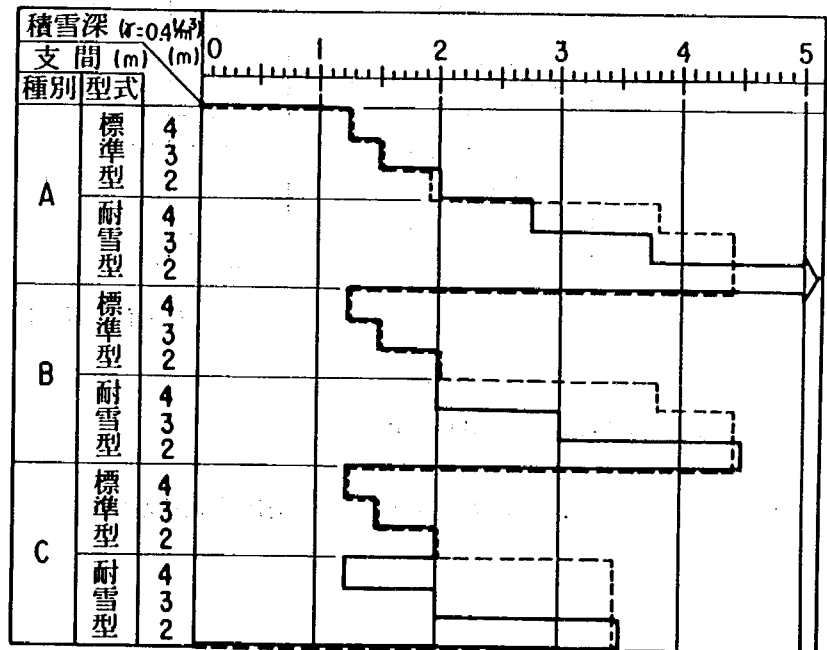 積雪深 (γ=0.4t/m³)
支間 (m) (m) 0 1 2 3 4 5
種別 型式
A 標準型 4 3 2
耐雪型 4 3 2
B 標準型 4 3 2
耐雪型 4 3 2
C 標準型 4 3 2
耐雪型 4 3 2